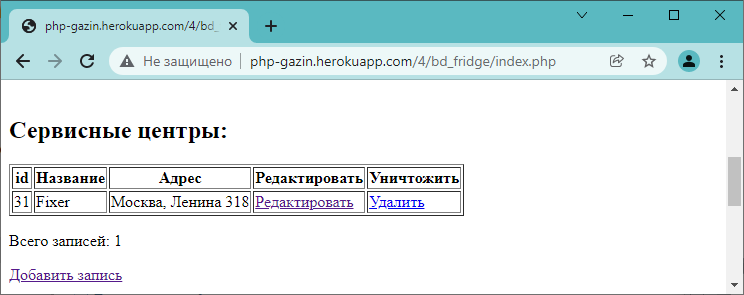 php-gazin.herokuapp.com/4/bd_
Не защищено php-gazin.herokuapp.com/4/bd_fridge/index.php
Сервисные центры:
id Название Адрес Редактировать Уничтожить
31 Fixer Москва, Ленина 318 Редактировать Удалить
Всего записей: 1
Добавить запись